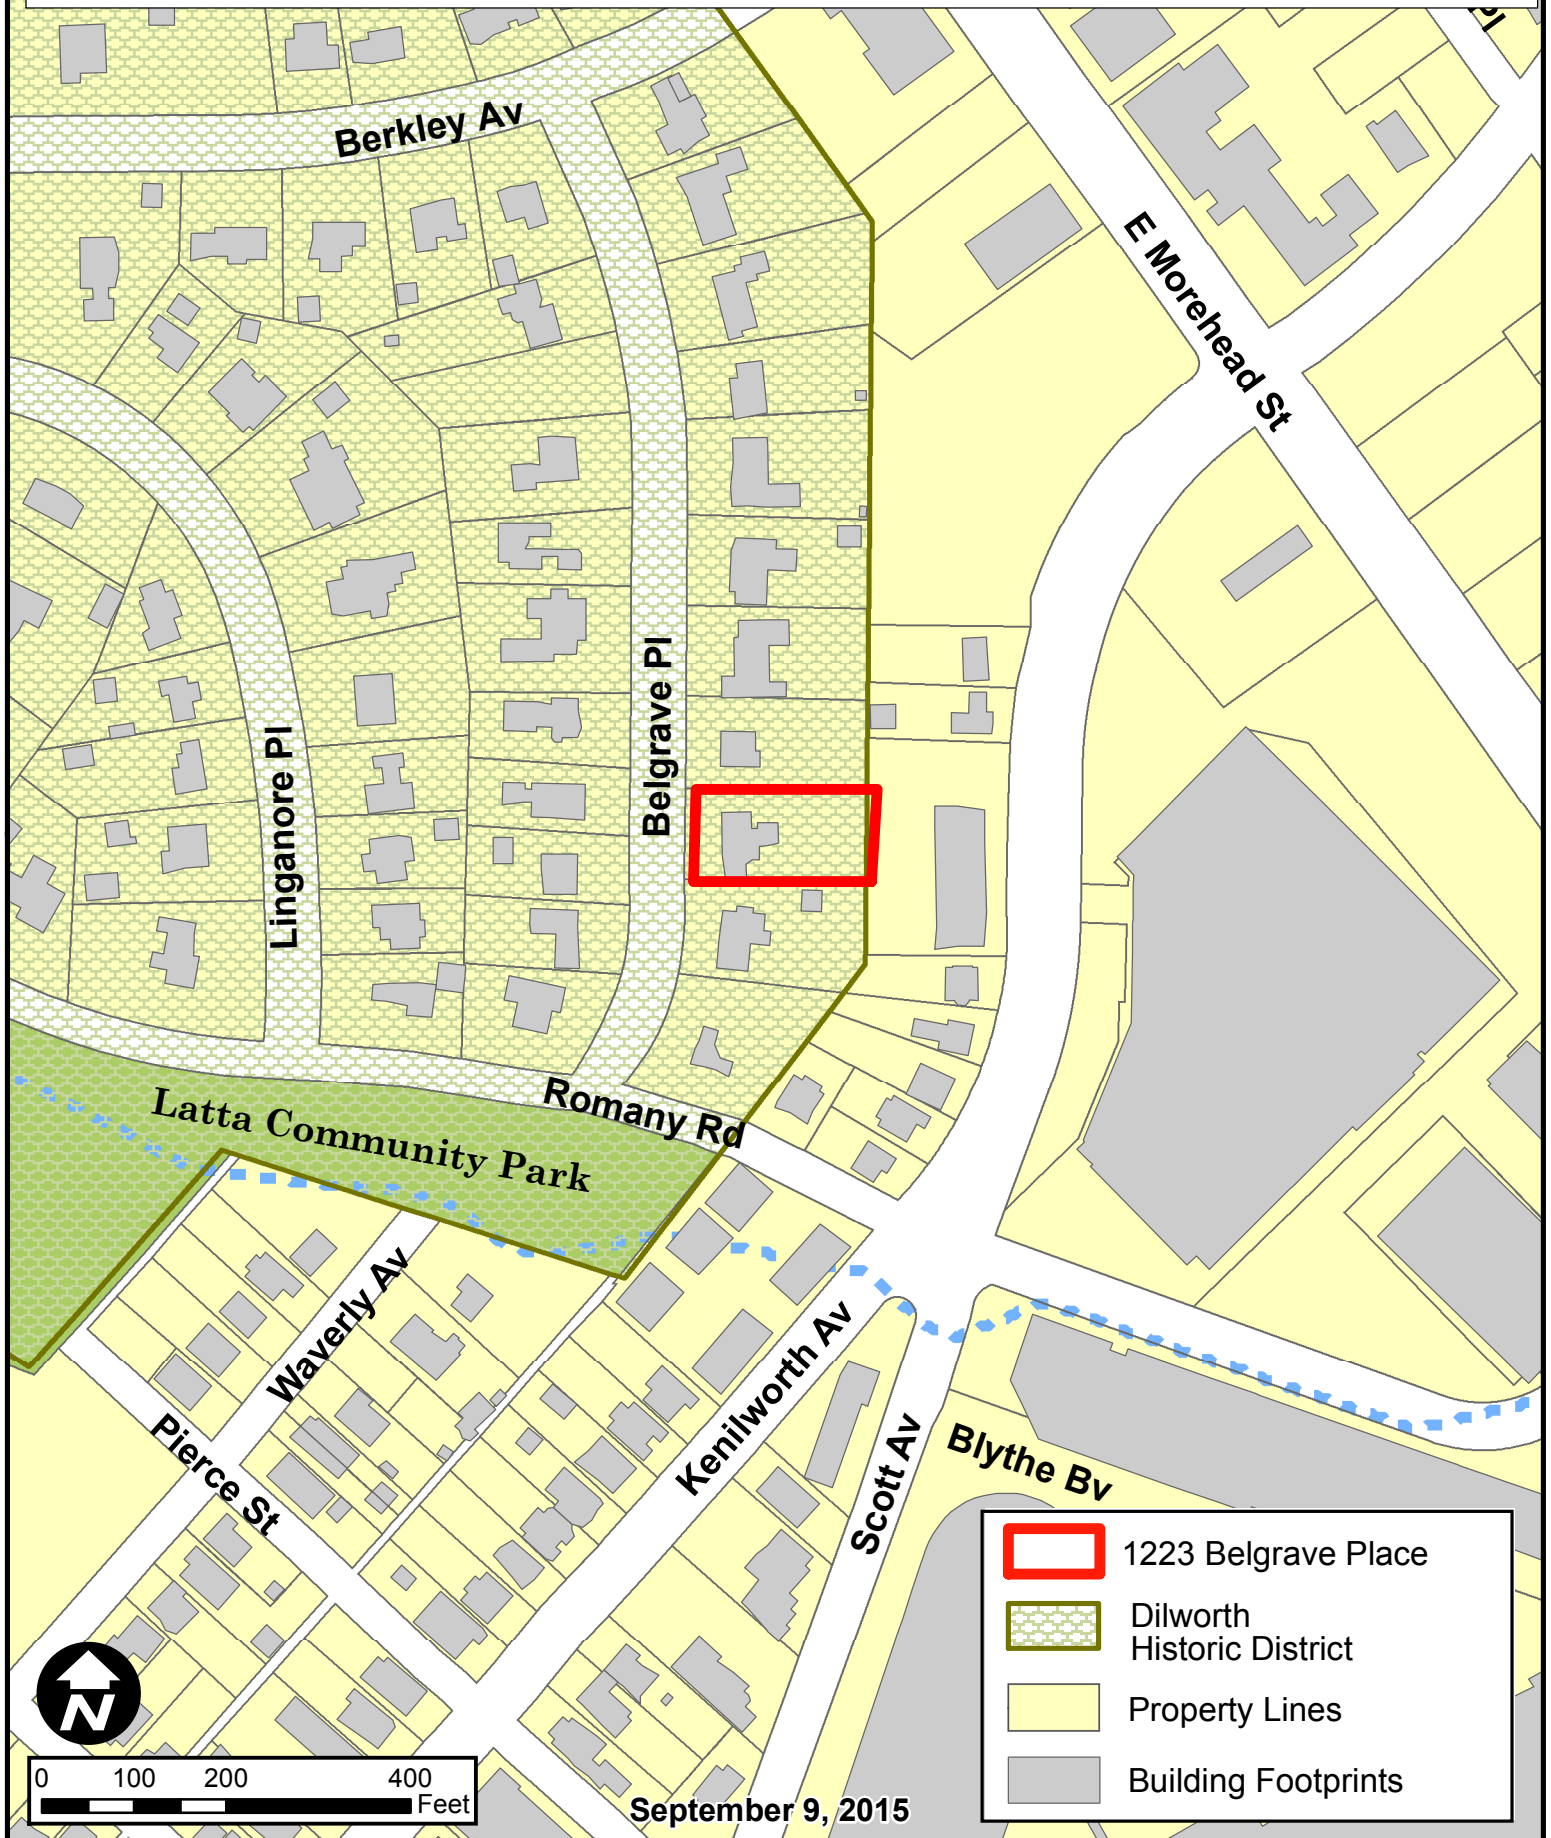 Pl
Berkley Av
E Morehead St
Belgrave Pl
Linganore Pl
Romany Rd
Latta Community Park
Waverly Av
Kenilworth Av
Pierce St
Scott Av
Blythe Bv
1223 Belgrave Place
Dilworth
Historic District
Property Lines
Building Footprints
N
0 100 200 400
Feet
September 9, 2015